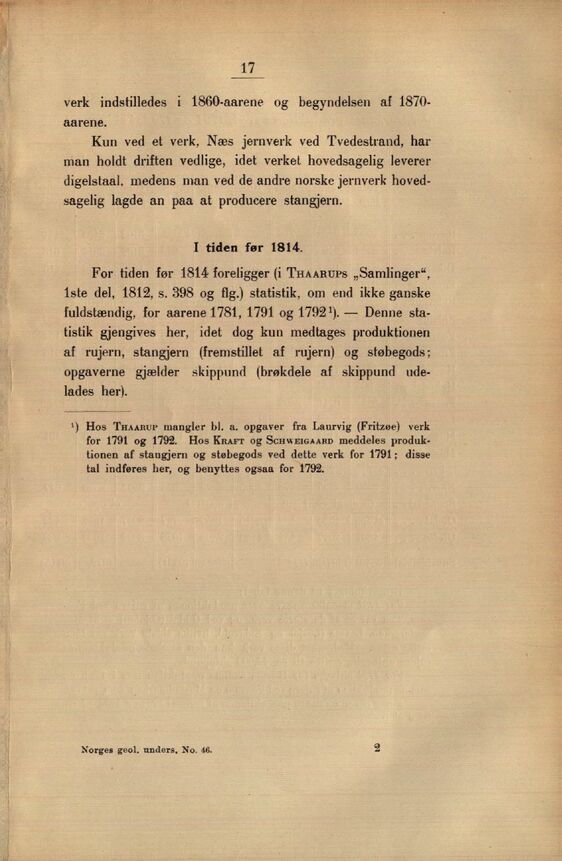 17
verk indstilledes i 1860-aarene og begyndelsen af 1870-
aarene.
Kun ved et verk, Næs jernverk ved Tvedestrand, har
man holdt driften vedlige, idet verket hovedsagelig leverer
digelstaal, medens man ved de andre norske jernverk hoved-
sagelig lagde an paa at producere stangjern.
I tiden før 1814.
For tiden før 1814 foreligger (i THAARUPS „Samlinger“,
1ste del, 1812, s. 398 og flg.) statistik, om end ikke ganske
fuldstændig, for aarene 1781, 1791 og 1792¹). — Denne sta-
tistik gjengives her, idet dog kun medtages produktionen
af rujern, stangjern (fremstillet af rujern) og støbegods;
opgaverne gjælder skippund (brøkdele af skippund ude-
lades her).
¹) Hos THAARUP mangler bl. a. opgaver fra Laurvig (Fritzøe) verk
for 1791 og 1792. Hos KRAFT og SCHWEIGAARD meddeles produk-
tionen af stangjern og støbegods ved dette verk for 1791; disse
tal indføres her, og benyttes ogsaa for 1792.
Norges geol. unders. No. 46. 2